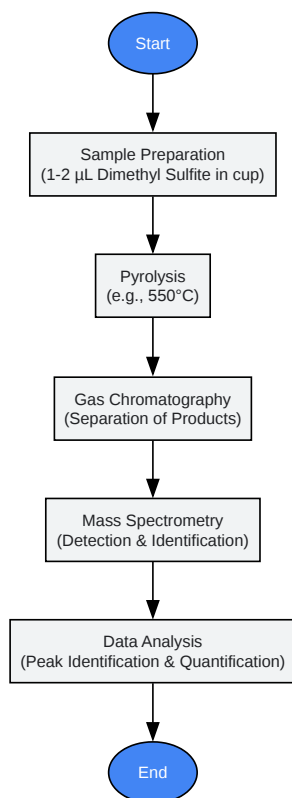 Start
Sample Preparation
(1-2 µL Dimethyl Sulfite in cup)
Pyrolysis
(e.g., 550°C)
Gas Chromatography
(Separation of Products)
Mass Spectrometry
(Detection & Identification)
Data Analysis
(Peak Identification & Quantification)
End